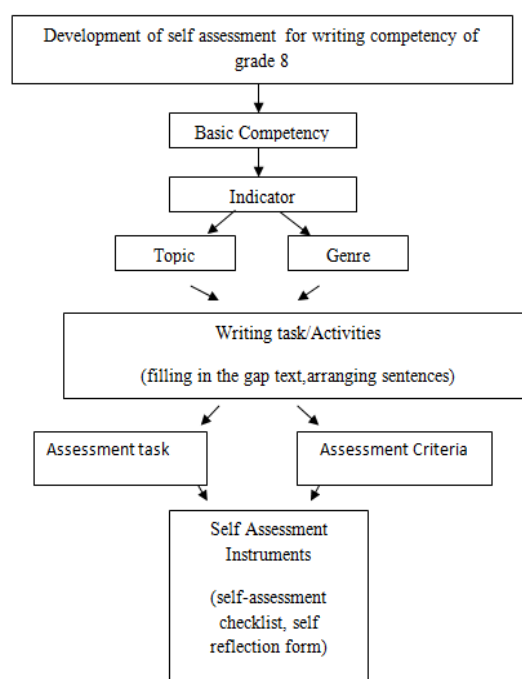 Development of self assessment for writing competency of
grade 8
Basic Competency
Indicator
Topic
Genre
Writing task/Activities
(filling in the gap text,arranging sentences)
Assessment task
Assessment Criteria
Self Assessment
Instruments
(self-assessment
checklist, self
reflection form)